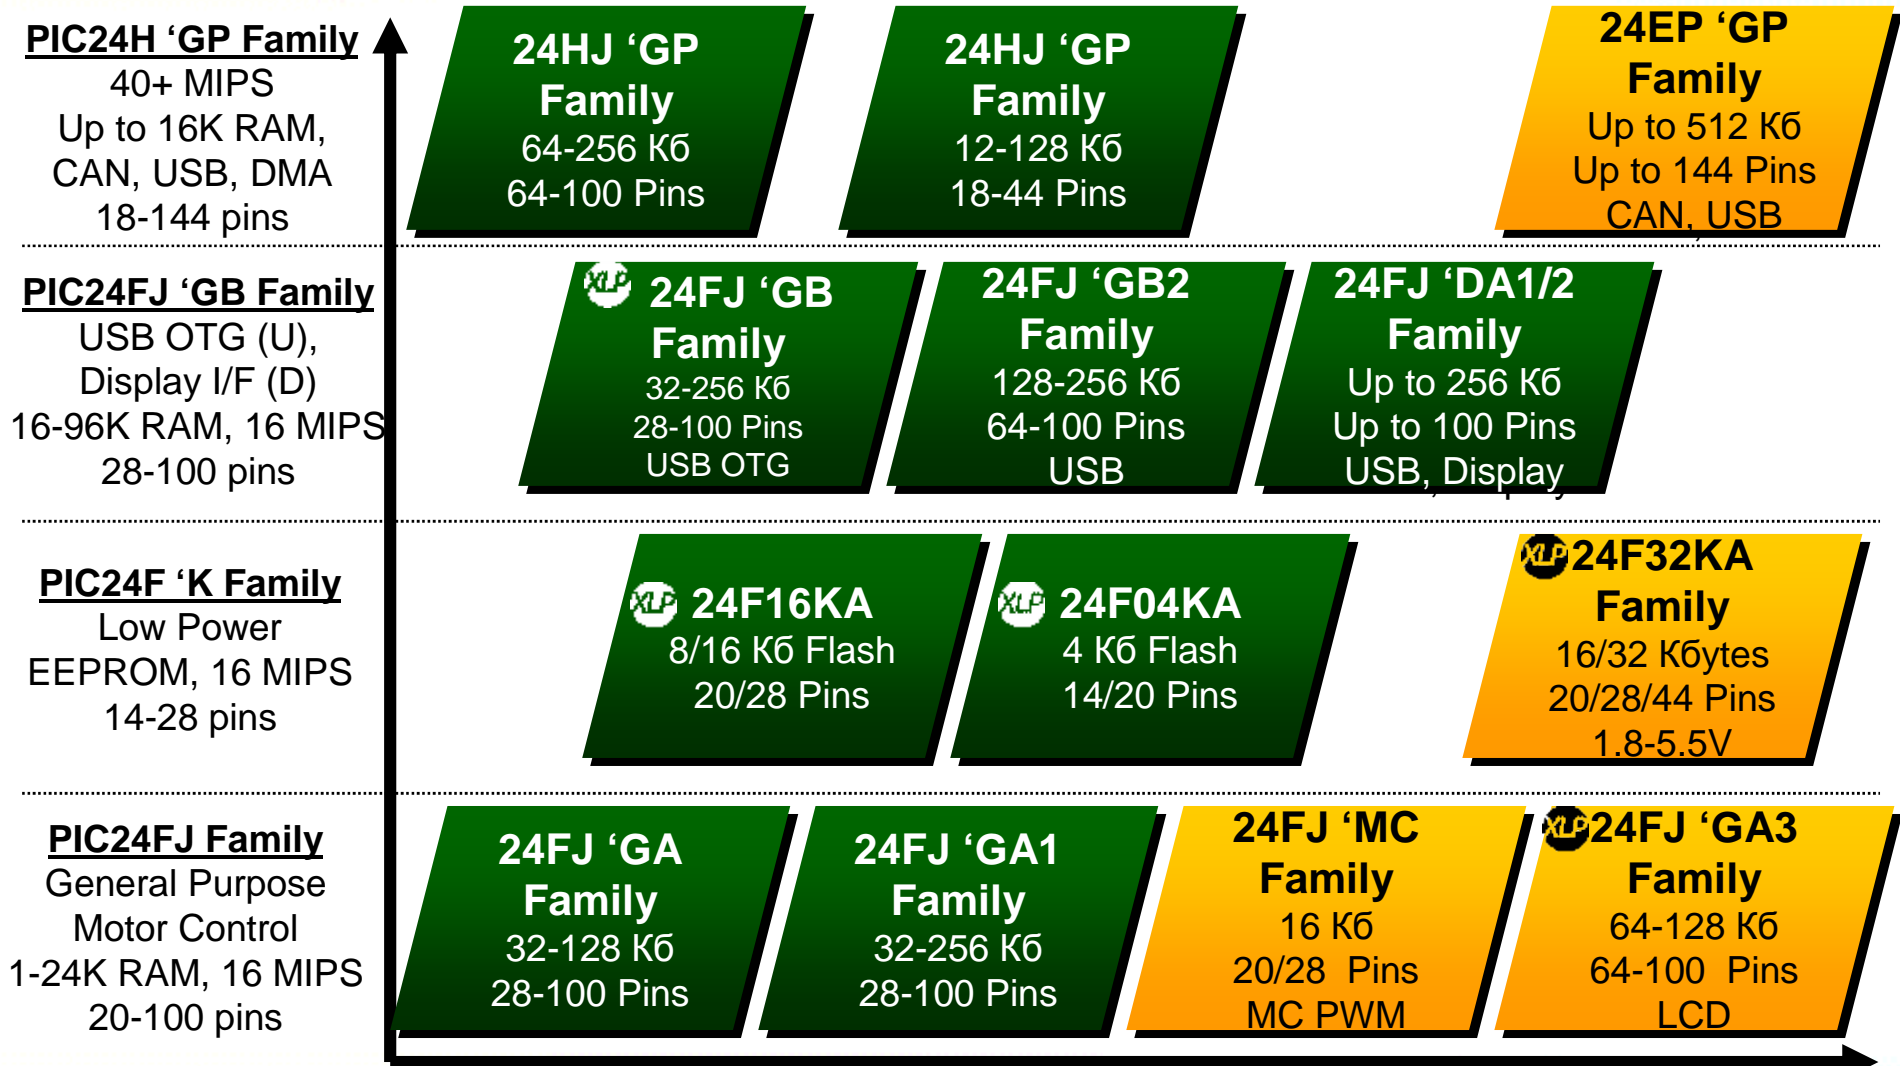 PIC24H ‘GP Family
40+ MIPS
Up to 16K RAM,
CAN, USB, DMA
18-144 pins
24HJ ‘GP
Family
64-256 Кб
64-100 Pins
24HJ ‘GP
Family
12-128 Кб
18-44 Pins
24EP ‘GP
Family
Up to 512 Кб
Up to 144 Pins
CAN, USB
PIC24FJ ‘GB Family
USB OTG (U),
Display I/F (D)
16-96K RAM, 16 MIPS
28-100 pins
XLP 24FJ ‘GB
Family
32-256 Кб
28-100 Pins
USB OTG
24FJ ‘GB2
Family
128-256 Кб
64-100 Pins
USB
24FJ ‘DA1/2
Family
Up to 256 Кб
Up to 100 Pins
USB, Display
PIC24F ‘K Family
Low Power
EEPROM, 16 MIPS
14-28 pins
XLP 24F16KA
8/16 Кб Flash
20/28 Pins
XLP 24F04KA
4 Кб Flash
14/20 Pins
XLP 24F32KA
Family
16/32 Кбytes
20/28/44 Pins
1.8-5.5V
PIC24FJ Family
General Purpose
Motor Control
1-24K RAM, 16 MIPS
20-100 pins
24FJ ‘GA
Family
32-128 Кб
28-100 Pins
24FJ ‘GA1
Family
32-256 Кб
28-100 Pins
24FJ ‘MC
Family
16 Кб
20/28 Pins
MC PWM
XLP 24FJ ‘GA3
Family
64-128 Кб
64-100 Pins
LCD